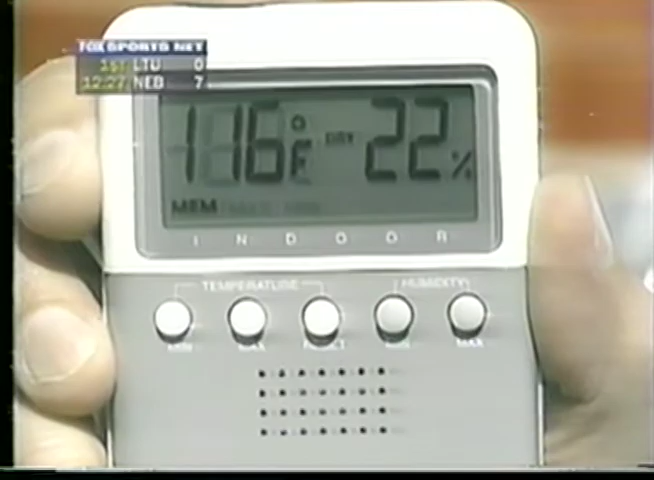 FOX SPORTS NET
1st LTU 0
12:27 NEB 7
116°F DRY 22%
MEM
INDOOR
TEMPERATURE HUMIDITY
MIN MAX RESET MIN MAX